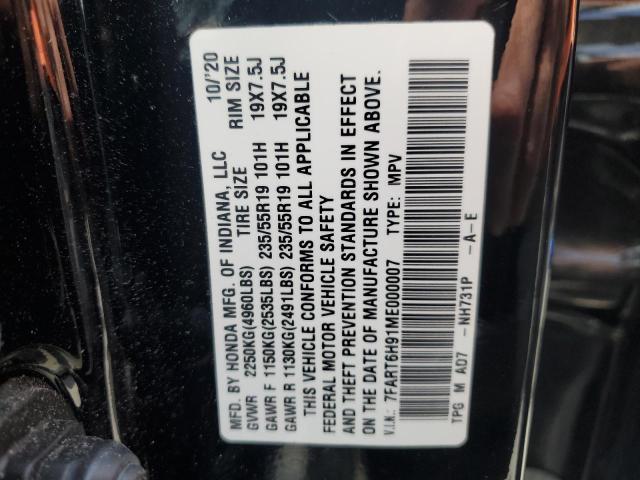 MFD. BY HONDA MFG. OF INDIANA, LLC 10/'20
GVWR 2250KG(4960LBS) TIRE SIZE RIM SIZE
GAWR F 1150KG(2535LBS) 235/55R19 101H 19X7.5J
GAWR R 1130KG(2491LBS) 235/55R19 101H 19X7.5J
THIS VEHICLE CONFORMS TO ALL APPLICABLE
FEDERAL MOTOR VEHICLE SAFETY
AND THEFT PREVENTION STANDARDS IN EFFECT
ON THE DATE OF MANUFACTURE SHOWN ABOVE.
V.I.N.: 7FART6H91ME000007 TYPE: MPV
TPG M AD7 -NH731P -A-E